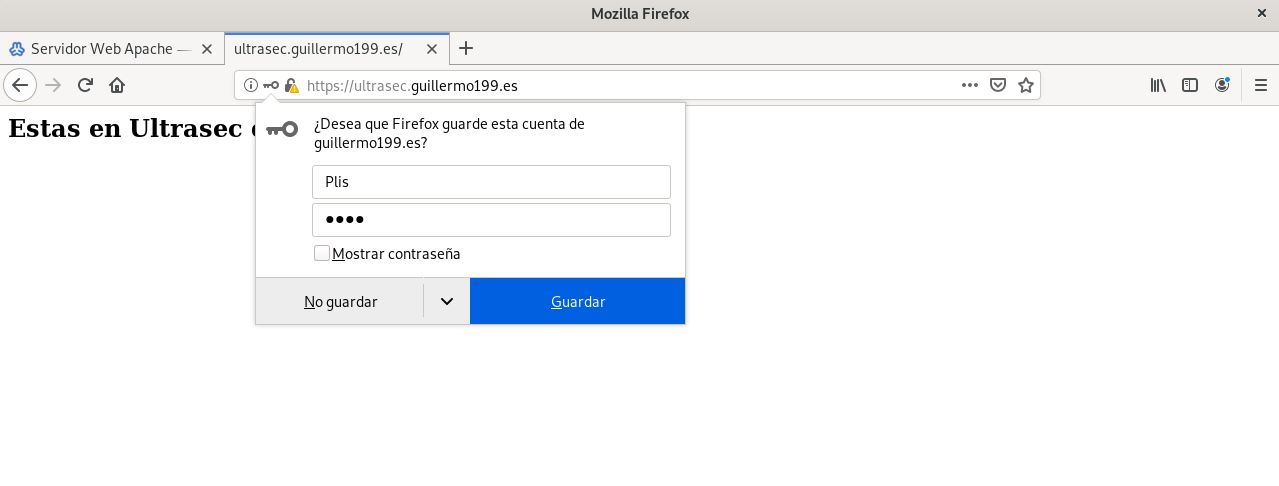 Mozilla Firefox
Servidor Web Apache —
ultrasec.guillermo199.es/
https://ultrasec.guillermo199.es
Estas en Ultrasec
¿Desea que Firefox guarde esta cuenta de
guillermo199.es?
Plis
••••
Mostrar contraseña
No guardar
Guardar